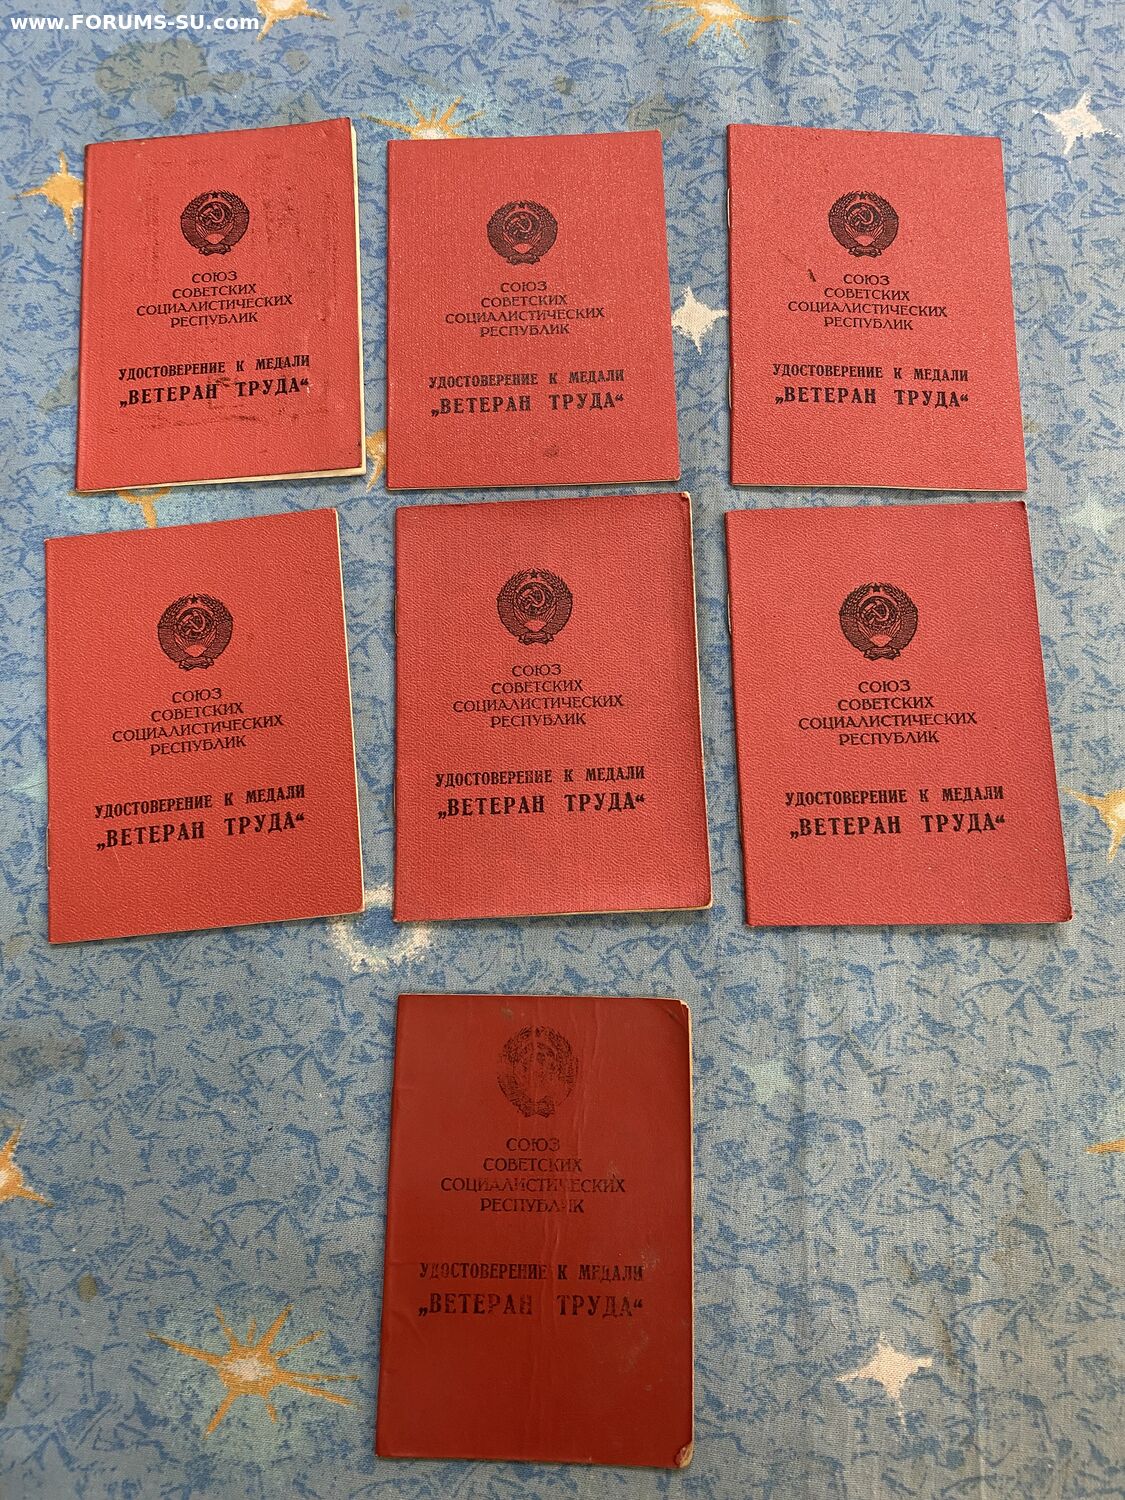 www.FORUMS-SU.com
СОЮЗ
СОВЕТСКИХ
СОЦИАЛИСТИЧЕСКИХ
РЕСПУБЛИК
УДОСТОВЕРЕНИЕ К МЕДАЛИ
„ВЕТЕРАН ТРУДА“
СОЮЗ
СОВЕТСКИХ
СОЦИАЛИСТИЧЕСКИХ
РЕСПУБЛИК
УДОСТОВЕРЕНИЕ К МЕДАЛИ
„ВЕТЕРАН ТРУДА“
СОЮЗ
СОВЕТСКИХ
СОЦИАЛИСТИЧЕСКИХ
РЕСПУБЛИК
УДОСТОВЕРЕНИЕ К МЕДАЛИ
„ВЕТЕРАН ТРУДА“
СОЮЗ
СОВЕТСКИХ
СОЦИАЛИСТИЧЕСКИХ
РЕСПУБЛИК
УДОСТОВЕРЕНИЕ К МЕДАЛИ
„ВЕТЕРАН ТРУДА“
СОЮЗ
СОВЕТСКИХ
СОЦИАЛИСТИЧЕСКИХ
РЕСПУБЛИК
УДОСТОВЕРЕНИЕ К МЕДАЛИ
„ВЕТЕРАН ТРУДА“
СОЮЗ
СОВЕТСКИХ
СОЦИАЛИСТИЧЕСКИХ
РЕСПУБЛИК
УДОСТОВЕРЕНИЕ К МЕДАЛИ
„ВЕТЕРАН ТРУДА“
СОЮЗ
СОВЕТСКИХ
СОЦИАЛИСТИЧЕСКИХ
РЕСПУБЛИК
УДОСТОВЕРЕНИЕ К МЕДАЛИ
„ВЕТЕРАН ТРУДА“